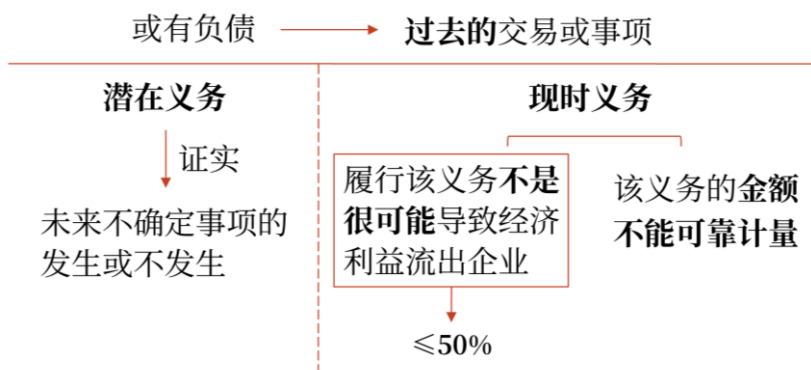 或有负债
过去的交易或事项
潜在义务
现时义务
证实
未来不确定事项的
发生或不发生
履行该义务不是
很可能导致经济
利益流出企业
该义务的金额
不能可靠计量
≤50%